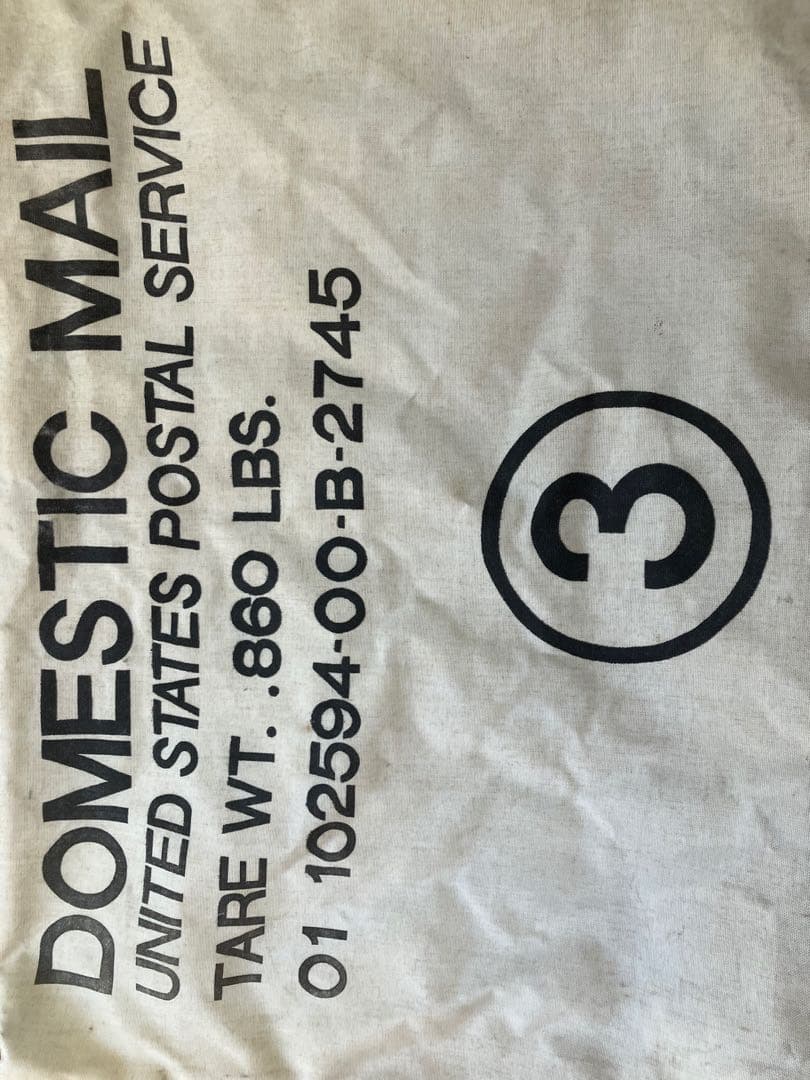 DOMESTIC MAIL
UNITED STATES POSTAL SERVICE
TARE WT. .860 LBS.
01 102594-00-B-2745
3